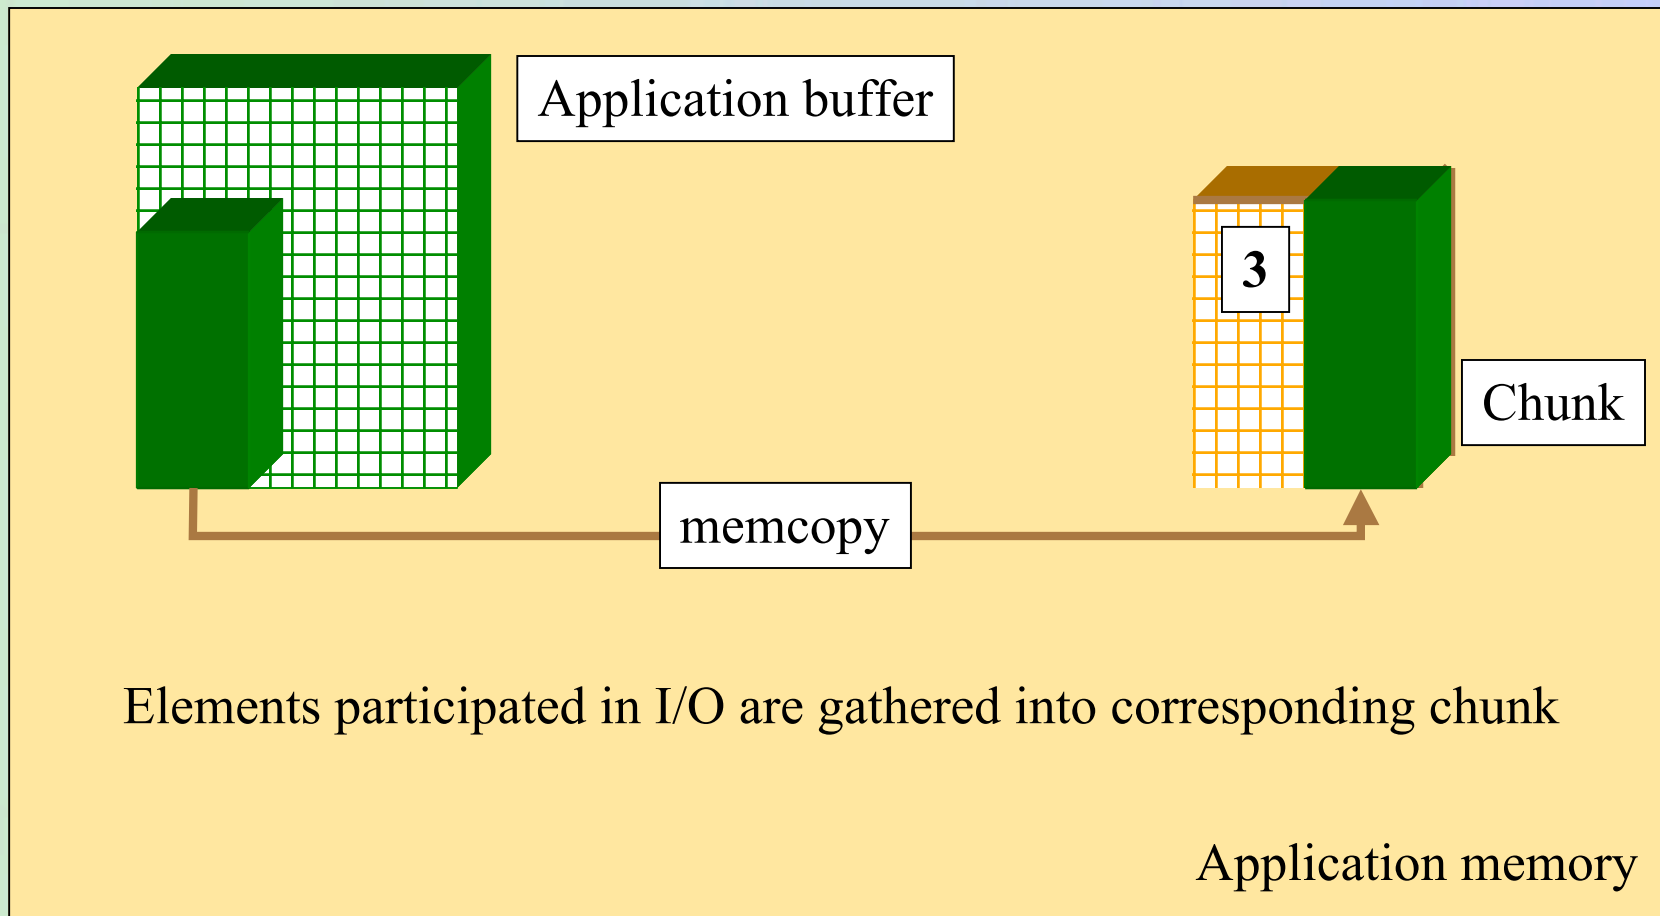 Application buffer
3
Chunk
memcopy
Elements participated in I/O are gathered into corresponding chunk
Application memory